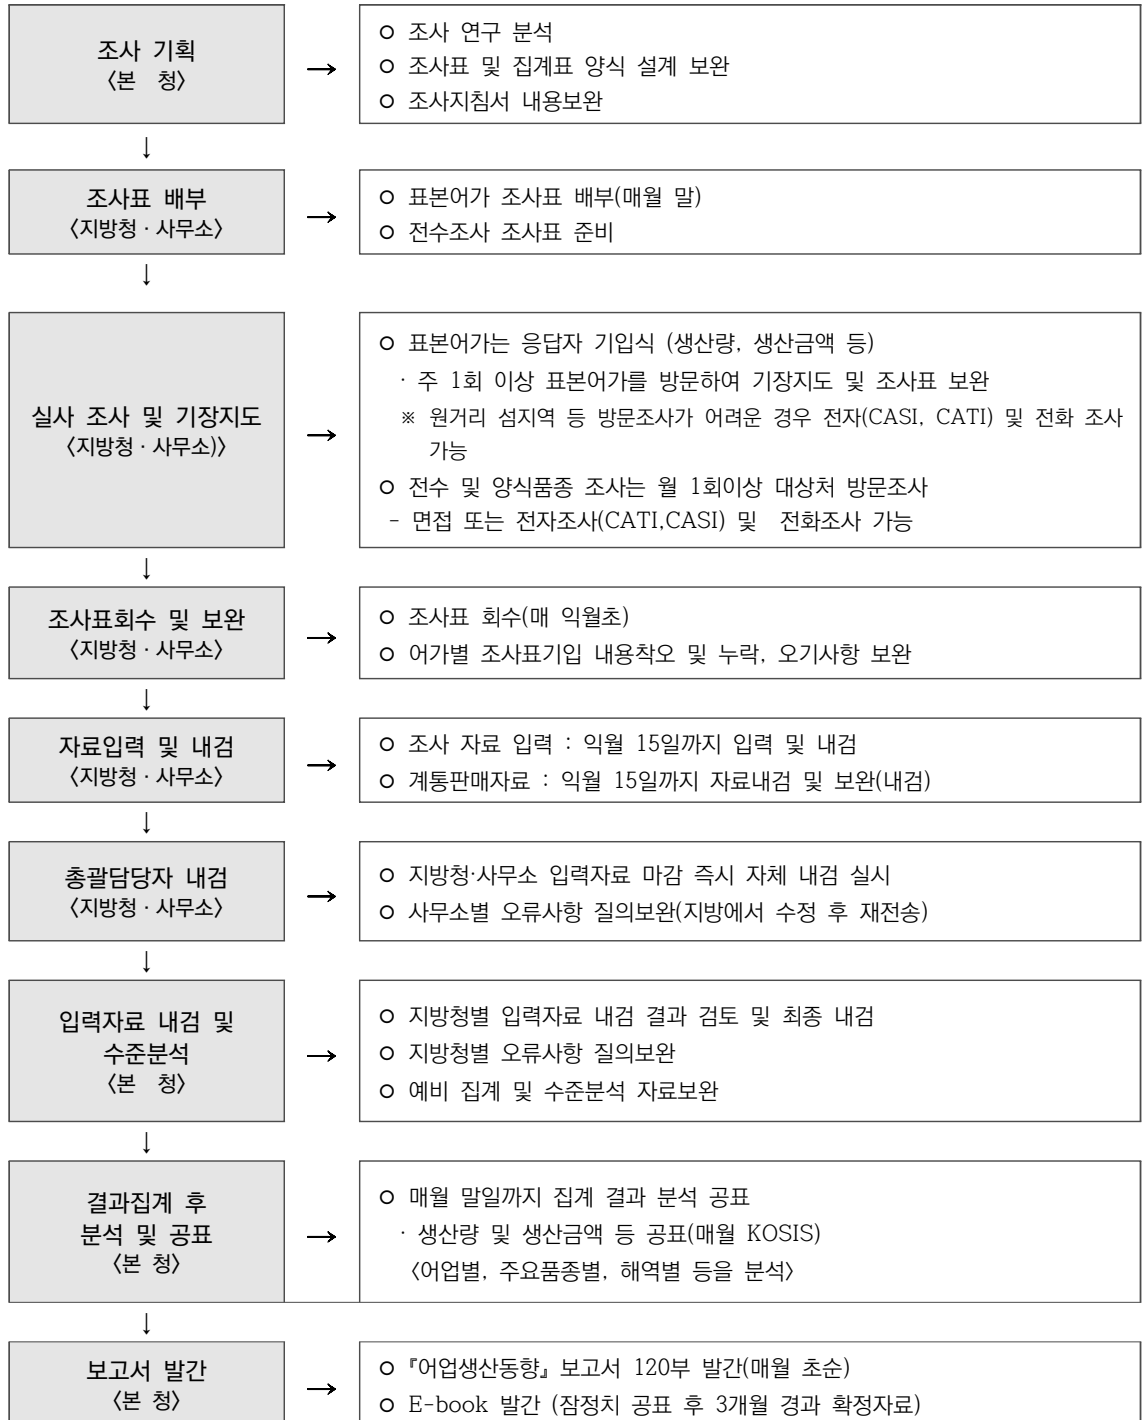 조사 기획
〈본 청〉
→
○ 조사 연구 분석
○ 조사표 및 집계표 양식 설계 보완
○ 조사지침서 내용보완
↓
조사표 배부
〈지방청 · 사무소〉
→
○ 표본어가 조사표 배부(매월 말)
○ 전수조사 조사표 준비
↓
실사 조사 및 기장지도
〈지방청 · 사무소)〉
→
○ 표본어가는 응답자 기입식 (생산량, 생산금액 등)
· 주 1회 이상 표본어가를 방문하여 기장지도 및 조사표 보완
※ 원거리 섬지역 등 방문조사가 어려운 경우 전자(CASI, CATI) 및 전화 조사
가능
○ 전수 및 양식품종 조사는 월 1회이상 대상처 방문조사
- 면접 또는 전자조사(CATI,CASI) 및 전화조사 가능
↓
조사표회수 및 보완
〈지방청 · 사무소〉
→
○ 조사표 회수(매 익월초)
○ 어가별 조사표기입 내용착오 및 누락, 오기사항 보완
↓
자료입력 및 내검
〈지방청 · 사무소〉
→
○ 조사 자료 입력 : 익월 15일까지 입력 및 내검
○ 계통판매자료 : 익월 15일까지 자료내검 및 보완(내검)
↓
총괄담당자 내검
〈지방청 · 사무소〉
→
○ 지방청·사무소 입력자료 마감 즉시 자체 내검 실시
○ 사무소별 오류사항 질의보완(지방에서 수정 후 재전송)
↓
입력자료 내검 및
수준분석
〈본 청〉
→
○ 지방청별 입력자료 내검 결과 검토 및 최종 내검
○ 지방청별 오류사항 질의보완
○ 예비 집계 및 수준분석 자료보완
↓
결과집계 후
분석 및 공표
〈본 청〉
→
○ 매월 말일까지 집계 결과 분석 공표
· 생산량 및 생산금액 등 공표(매월 KOSIS)
〈어업별, 주요품종별, 해역별 등을 분석〉
↓
보고서 발간
〈본 청〉
→
○ 『어업생산동향』 보고서 120부 발간(매월 초순)
○ E-book 발간 (잠정치 공표 후 3개월 경과 확정자료)